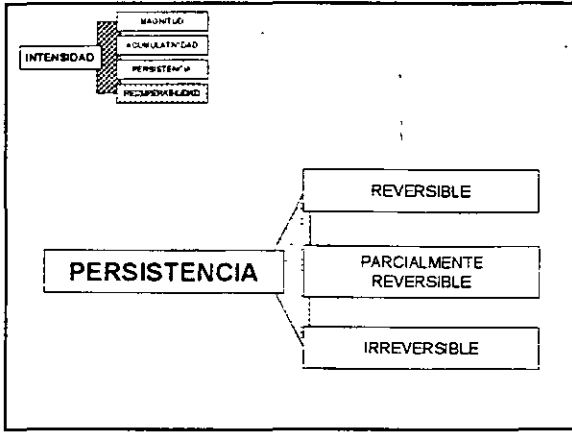 MAGNITUD
ACUMULATIVIDAD
INTENSIDAD
PERSISTENCIA
RECUPERABILIDAD
REVERSIBLE
PERSISTENCIA
PARCIALMENTE
REVERSIBLE
IRREVERSIBLE